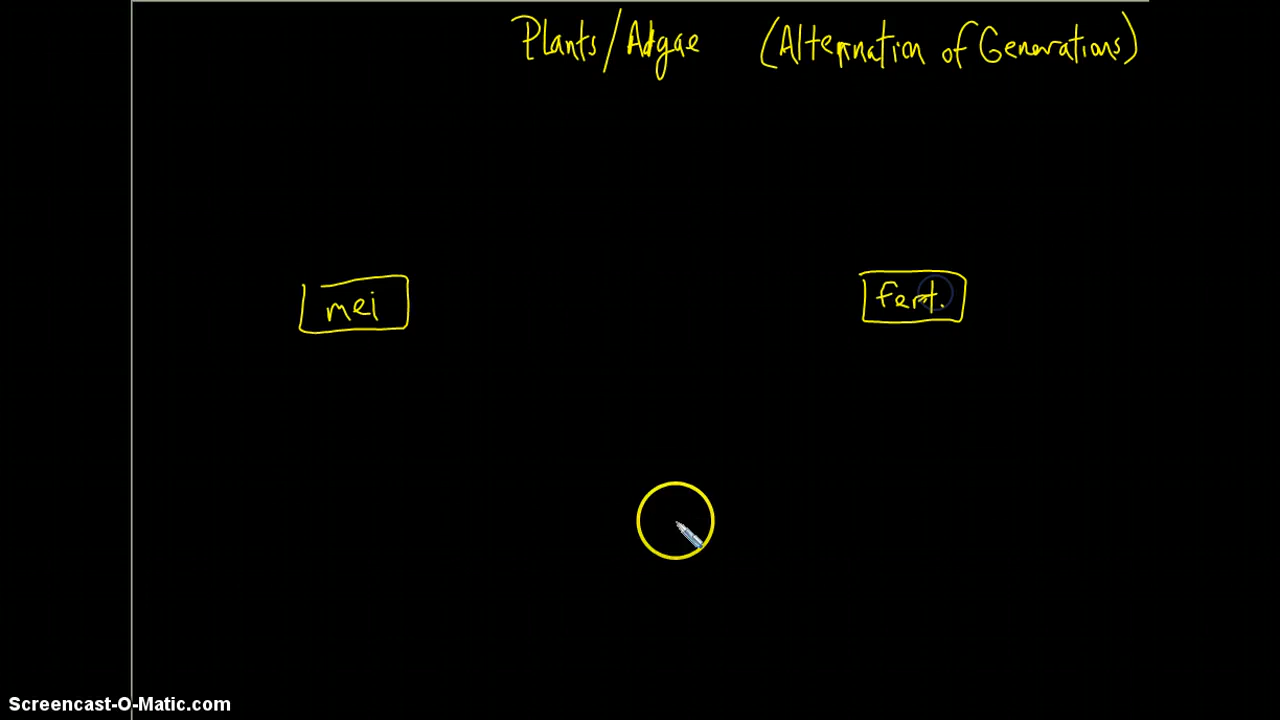 Plants/Algae (Alternation of Generations)
mei
fert.
Screencast-O-Matic.com